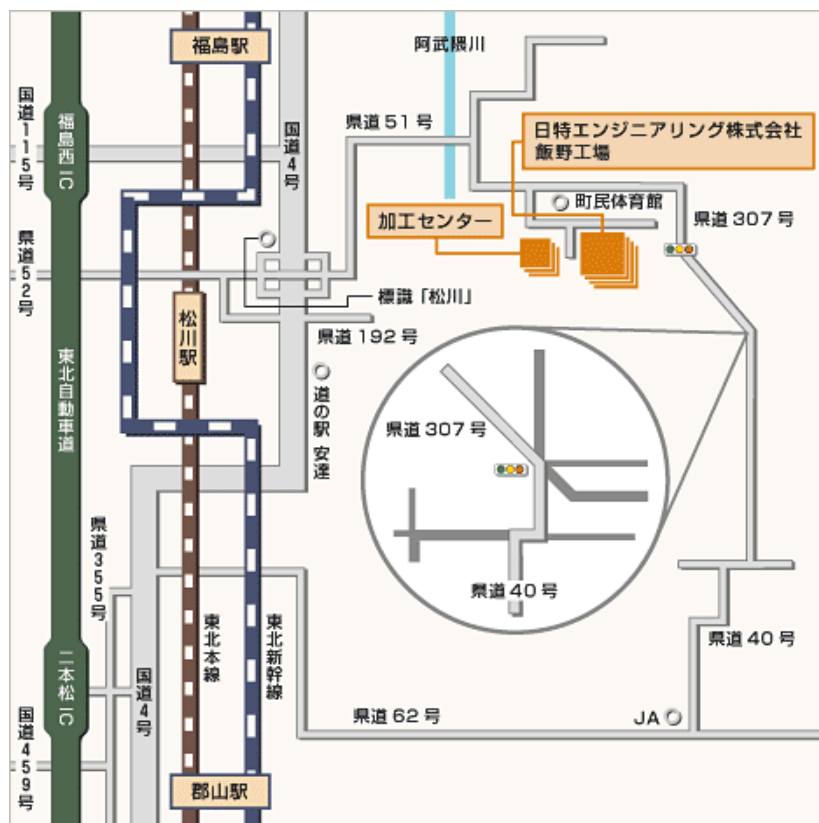 福島駅
阿武隈川
国道115号
福島西IC
国道4号
県道51号
日特エンジニアリング株式会社
飯野工場
町民体育館
加工センター
県道307号
県道52号
標識「松川」
松川駅
県道192号
東北自動車道
道の駅 安達
県道307号
県道355号
県道40号
東北本線
東北新幹線
県道40号
二本松IC
国道4号
国道459号
県道62号
JA
郡山駅